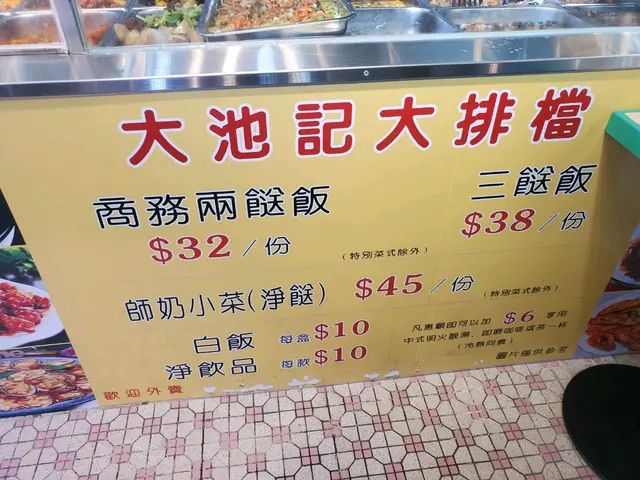 大池記大排檔
商務兩餸飯
$32/份
(特別菜式除外)
三餸飯
$38/份
師奶小菜(淨餸) $45/份
(特別菜式除外)
白飯 每盒 $10
淨飲品 每款 $10
凡惠顧即可以加 $6 享用
中式明火靚湯、即磨咖啡或茶一杯
(冷熱同價)
圖片僅供參考
歡迎外賣